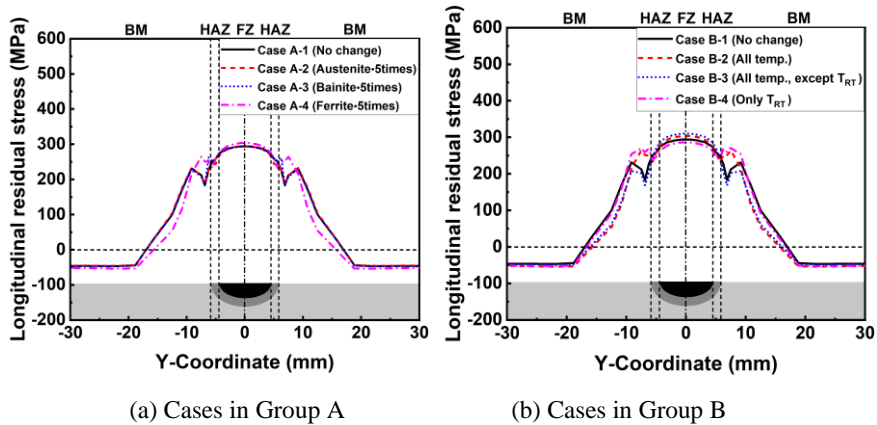 BM HAZ FZ HAZ BM
Longitudinal residual stress (MPa)
600
500
400
300
200
100
0
-100
-200
Case A-1 (No change)
Case A-2 (Austenite·5times)
Case A-3 (Bainite·5times)
Case A-4 (Ferrite·5times)
-30 -20 -10 0 10 20 30
Y-Coordinate (mm)
(a) Cases in Group A
BM HAZ FZ HAZ BM
Longitudinal residual stress (MPa)
600
500
400
300
200
100
0
-100
-200
Case B-1 (No change)
Case B-2 (All temp.)
Case B-3 (All temp., except T_RT)
Case B-4 (Only T_RT)
-30 -20 -10 0 10 20 30
Y-Coordinate (mm)
(b) Cases in Group B